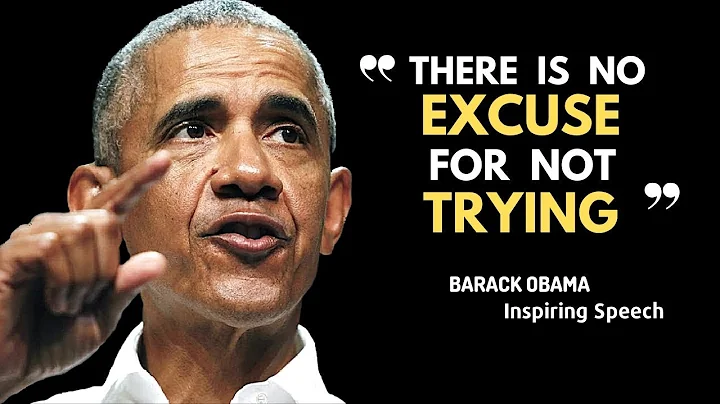 ❝ THERE IS NO
EXCUSE
FOR NOT
TRYING ❞
BARACK OBAMA
Inspiring Speech